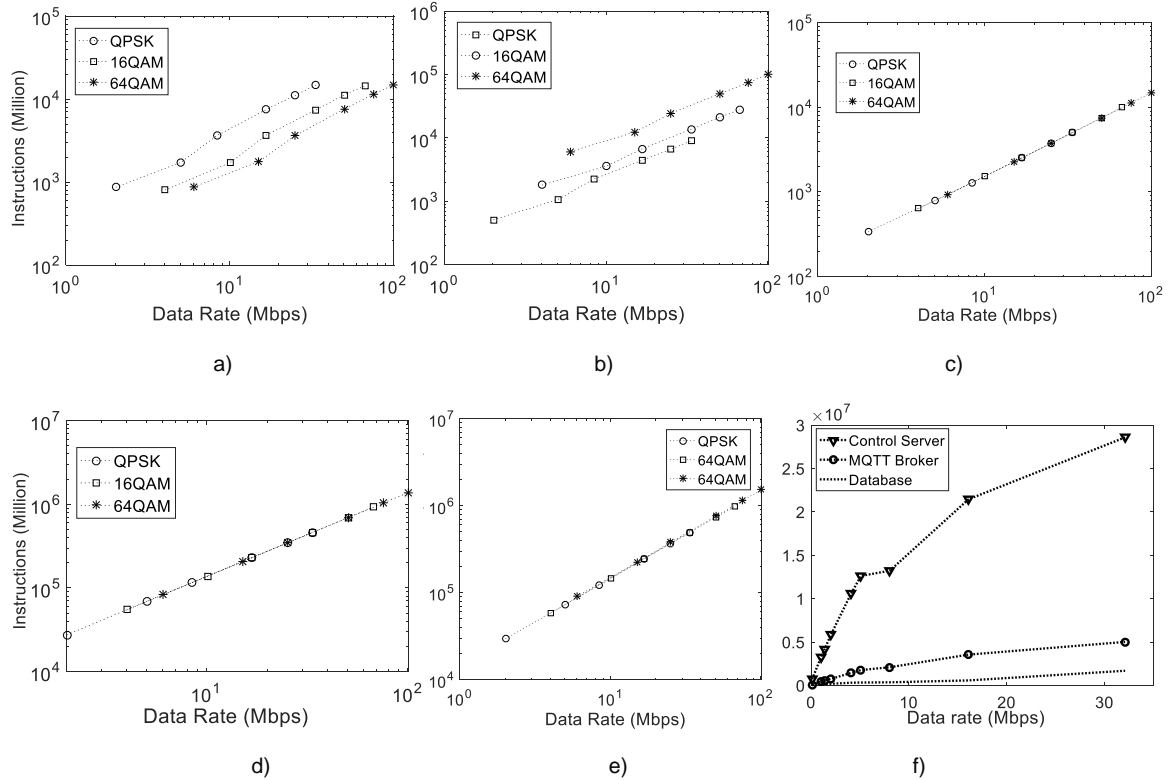 10^5
QPSK
16QAM
64QAM
10^4
10^3
10^2
Instructions (Million)
10^0
10^1
10^2
Data Rate (Mbps)
a)
10^6
QPSK
16QAM
64QAM
10^5
10^4
10^3
10^2
10^0
10^1
10^2
Data Rate (Mbps)
b)
10^5
QPSK
16QAM
64QAM
10^4
10^3
10^2
10^0
10^1
10^2
Data Rate (Mbps)
c)
10^7
QPSK
16QAM
64QAM
10^6
10^5
10^4
Instructions (Million)
10^1
10^2
Data Rate (Mbps)
d)
10^7
QPSK
64QAM
64QAM
10^6
10^5
10^4
10^0
10^1
10^2
Data Rate (Mbps)
e)
×10^7
3
Control Server
MQTT Broker
Database
2.5
2
1.5
1
0.5
0
0
10
20
30
Data rate (Mbps)
f)